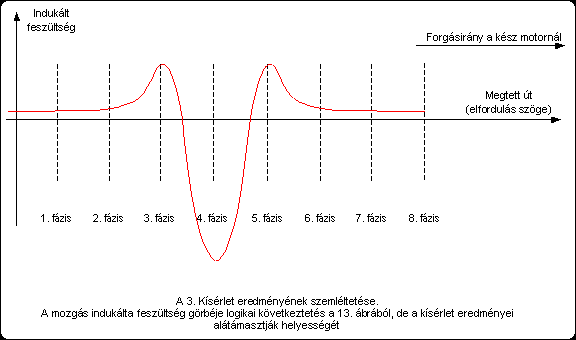 Indukált
feszültség
Forgásirány a kész motornál
Megtett út
(elfordulás szöge)
1. fázis 2. fázis 3. fázis 4. fázis 5. fázis 6. fázis 7. fázis 8. fázis
A 3. Kísérlet eredményének szemléltetése.
A mozgás indukálta feszültség görbéje logikai következtetés a 13. ábrából, de a kísérlet eredményei
alátámasztják helyességét